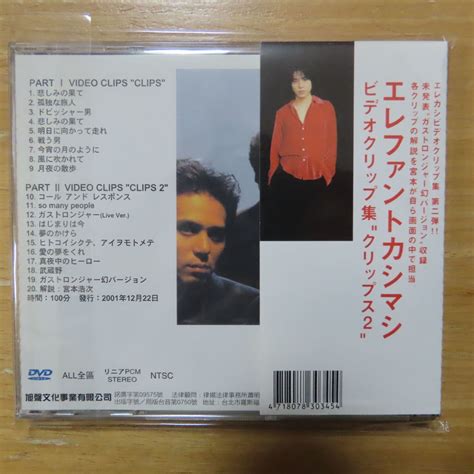 PART Ⅰ VIDEO CLIPS "CLIPS"
1. 悲しみの果て
2. 孤独な旅人
3. ドビッシャー男
4. 悲しみの果て
5. 明日に向かって走れ
6. 戦う男
7. 今宵の月のように
8. 風に吹かれて
9. 月夜の散歩
PART Ⅱ VIDEO CLIPS "CLIPS 2"
10. コール アンド レスポンス
11. so many people
12. ガストロンジャー(Live Ver.)
13. はじまりは今
14. 夢のかけら
15. ヒトコイシクテ、アイヲモトメテ
16. 愛の夢をくれ
17. 真夜中のヒーロー
18. 武蔵野
19. ガストロンジャー幻バージョン
20. 解説:宮本浩次
時間:100分 發行:2001年12月22日
DVD
ALL全區
リニアPCM
STEREO
NTSC
旭聲文化事業有限公司
エレカシビデオクリップ集 第二弾!!
未発表"ガストロンジャー幻バージョン"収録
各クリップの解説を宮本が自ら画面の中で担当
エレファントカシマシ
ビデオクリップ集"クリップス2"
4718078303454